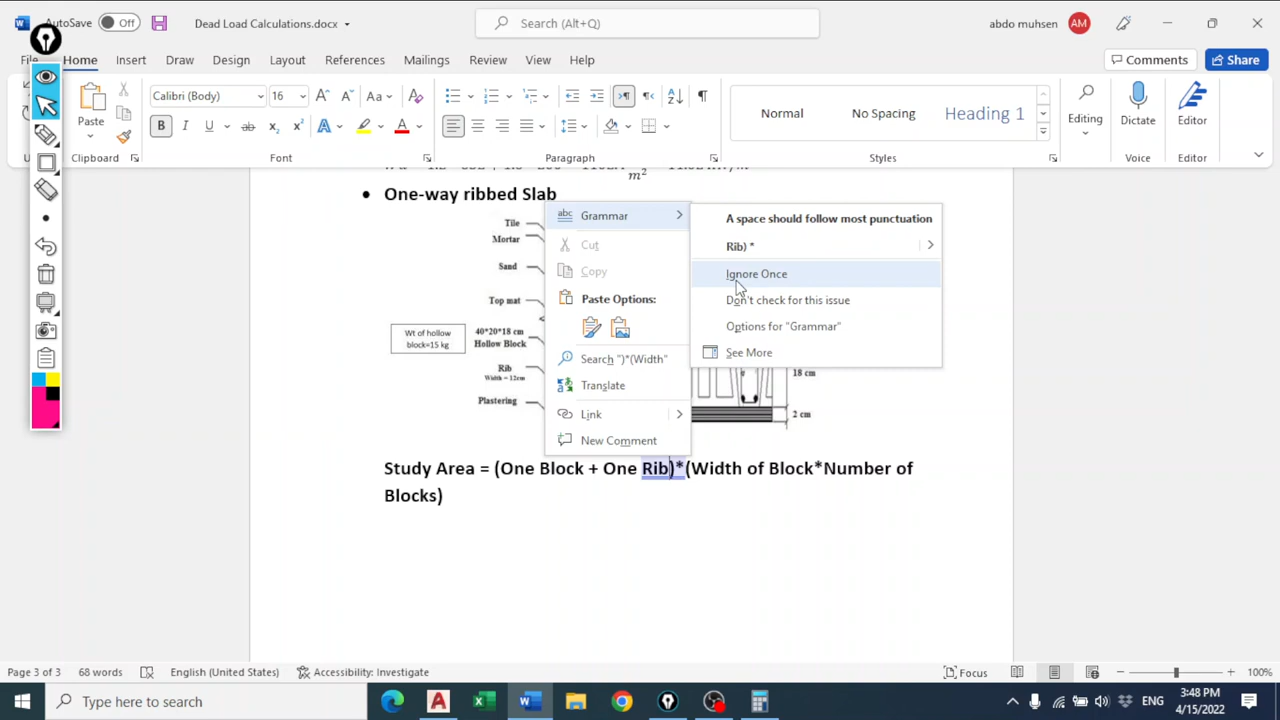 AutoSave Off
Dead Load Calculations.docx
Search (Alt+Q)
abdo muhsen
AM
File Home Insert Draw Design Layout References Mailings Review View Help
Comments
Share
Paste
Calibri (Body) 16
Normal
No Spacing
Heading 1
Editing
Dictate
Editor
Clipboard
Font
Paragraph
Styles
Voice
Editor
• One-way ribbed Slab
Tile
Mortar
Sand
Top mat
40*20*18 cm
Hollow Block
Wt of hollow
block=15 kg
Rib
Width = 12cm
Plastering
18 cm
2 cm
Grammar
Cut
Copy
Paste Options:
Search ")*(Width"
Translate
Link
New Comment
A space should follow most punctuation
Rib) *
Ignore Once
Don't check for this issue
Options for "Grammar"
See More
Study Area = (One Block + One Rib)*(Width of Block*Number of
Blocks)
Page 3 of 3
68 words
English (United States)
Accessibility: Investigate
Focus
100%
Type here to search
ENG
3:48 PM
4/15/2022